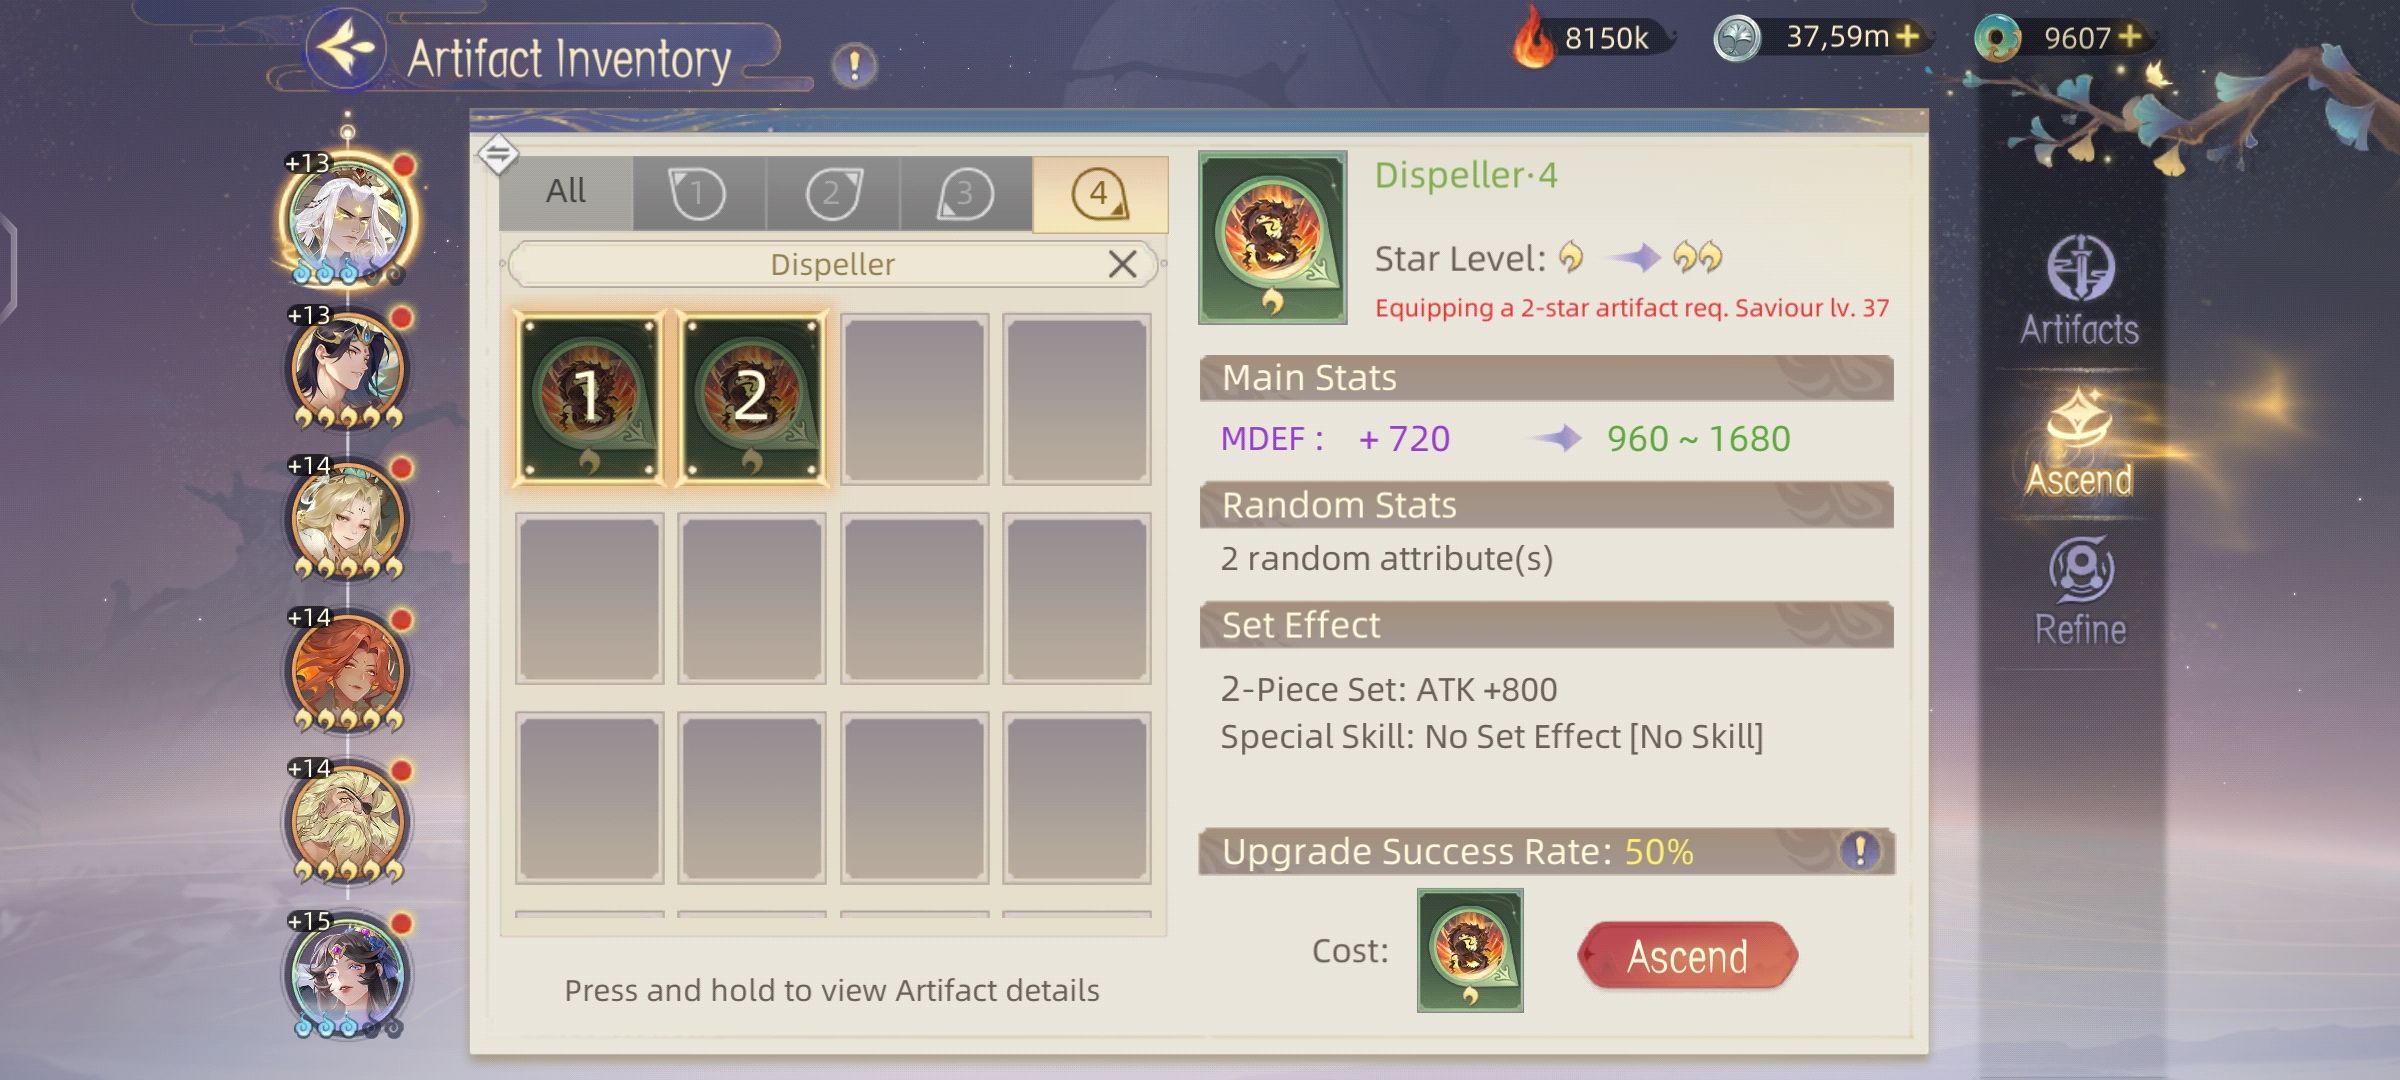 Artifact Inventory
!
8150k
37,59m
9607
+13
+13
+14
+14
+14
+15
All
1
2
3
4
Dispeller
1
2
Press and hold to view Artifact details
Dispeller·4
Star Level:
Equipping a 2-star artifact req. Saviour lv. 37
Main Stats
MDEF : + 720 960 ~ 1680
Random Stats
2 random attribute(s)
Set Effect
2-Piece Set: ATK +800
Special Skill: No Set Effect [No Skill]
Upgrade Success Rate: 50%
!
Cost:
Ascend
Artifacts
Ascend
Refine